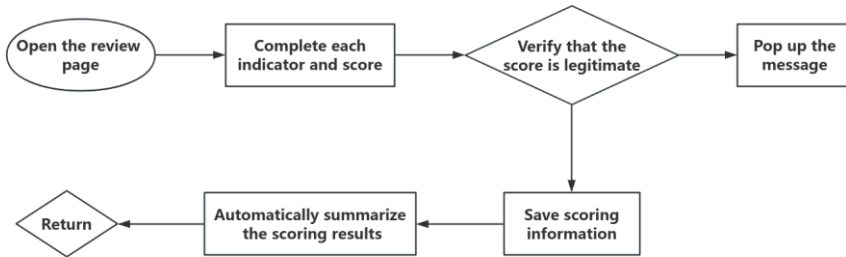 Open the review
page
Complete each
indicator and score
Verify that the
score is legitimate
Pop up the
message
Return
Automatically summarize
the scoring results
Save scoring
information